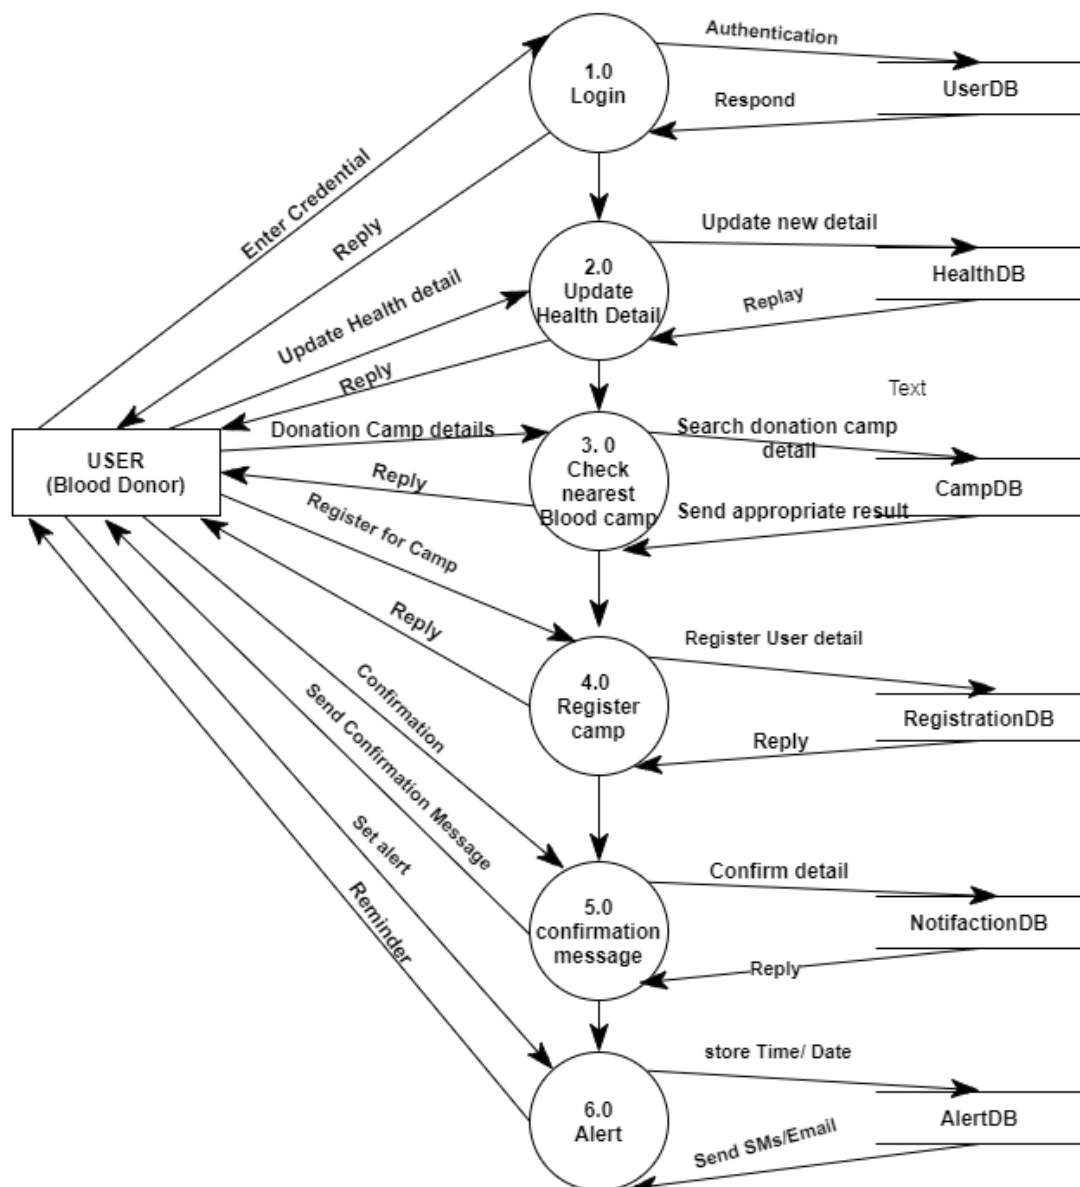 Authentication
1.0
Login
UserDB
Respond
Enter Credential
Reply
Update new detail
2.0
Update
Health Detail
HealthDB
Replay
Update Health detail
Reply
Text
Donation Camp details
3. 0
Check
nearest
Blood camp
Search donation camp
detail
CampDB
Send appropriate result
USER
(Blood Donor)
Reply
Register for Camp
Reply
Register User detail
4.0
Register
camp
RegistrationDB
Reply
Confirmation
Send Confirmation Message
Confirm detail
5.0
confirmation
message
NotifactionDB
Reply
Set alert
Reminder
store Time/ Date
6.0
Alert
AlertDB
Send SMs/Email